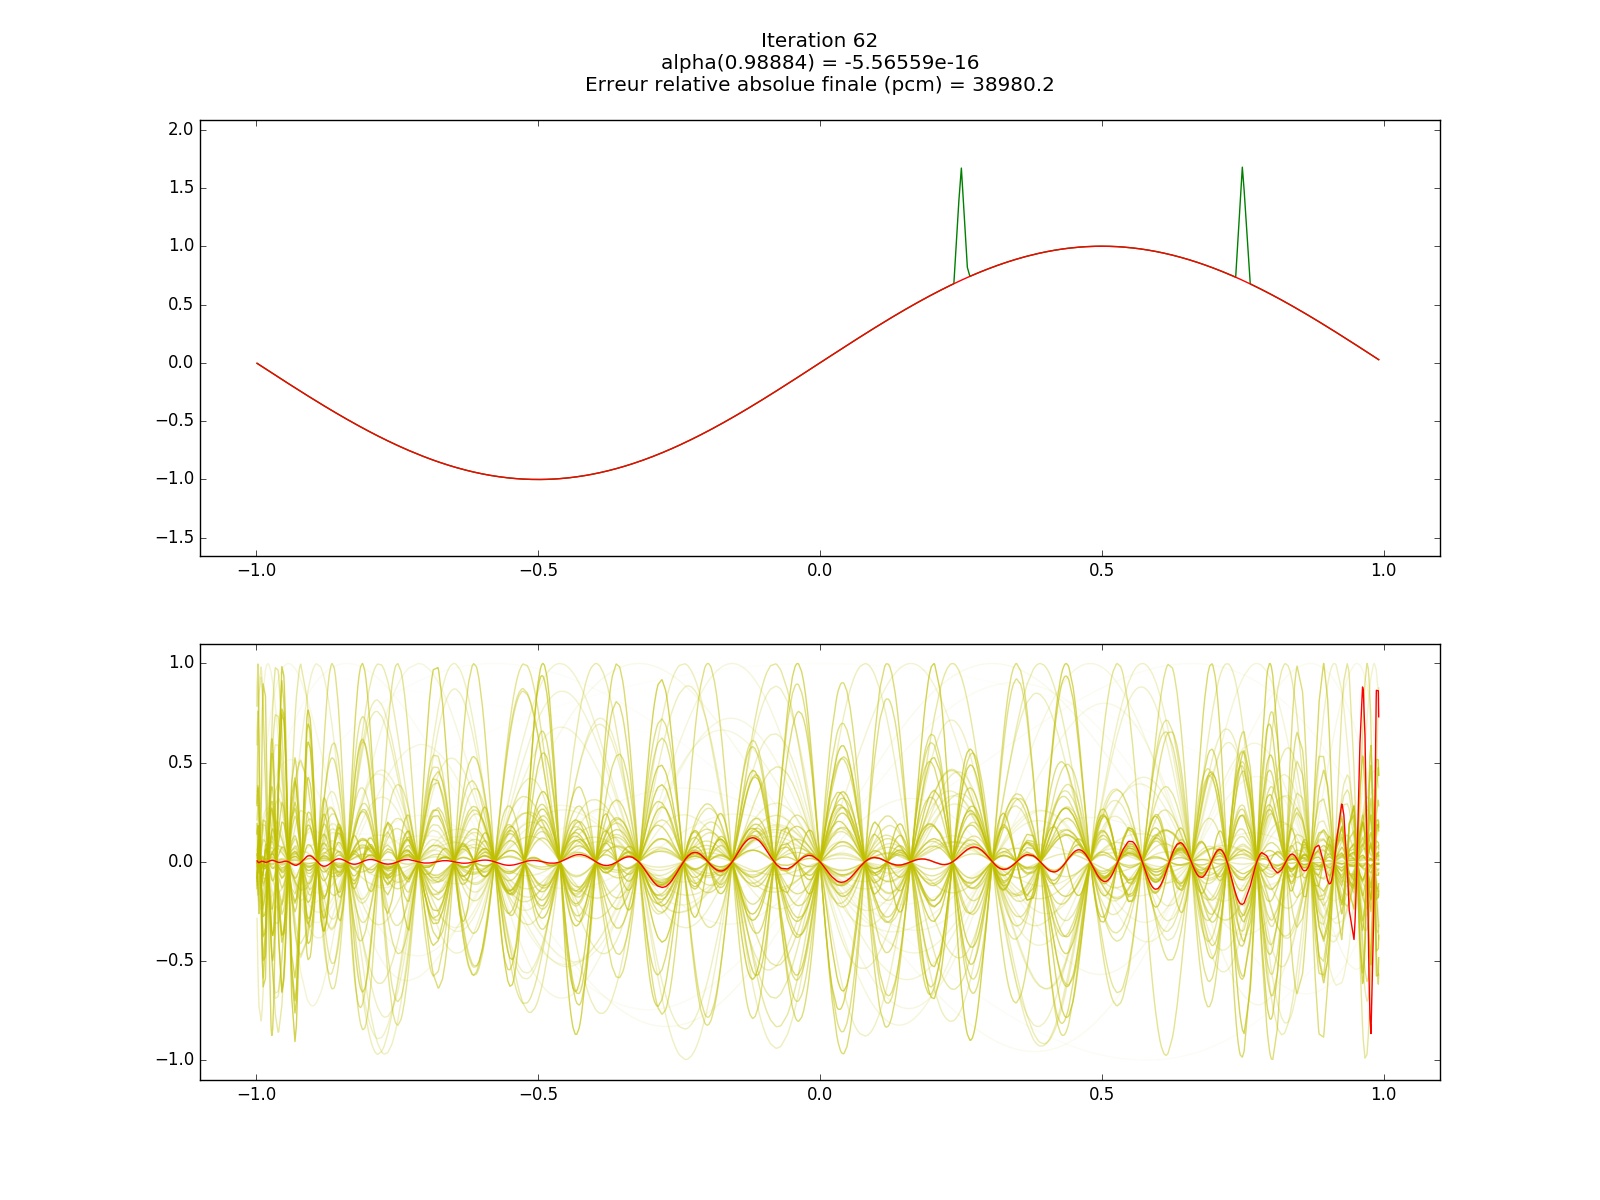 Iteration 62
alpha(0.98884) = -5.56559e-16
Erreur relative absolue finale (pcm) = 38980.2
2.0
1.5
1.0
0.5
0.0
−0.5
−1.0
−1.5
−1.0 −0.5 0.0 0.5 1.0
1.0
0.5
0.0
−0.5
−1.0
−1.0 −0.5 0.0 0.5 1.0